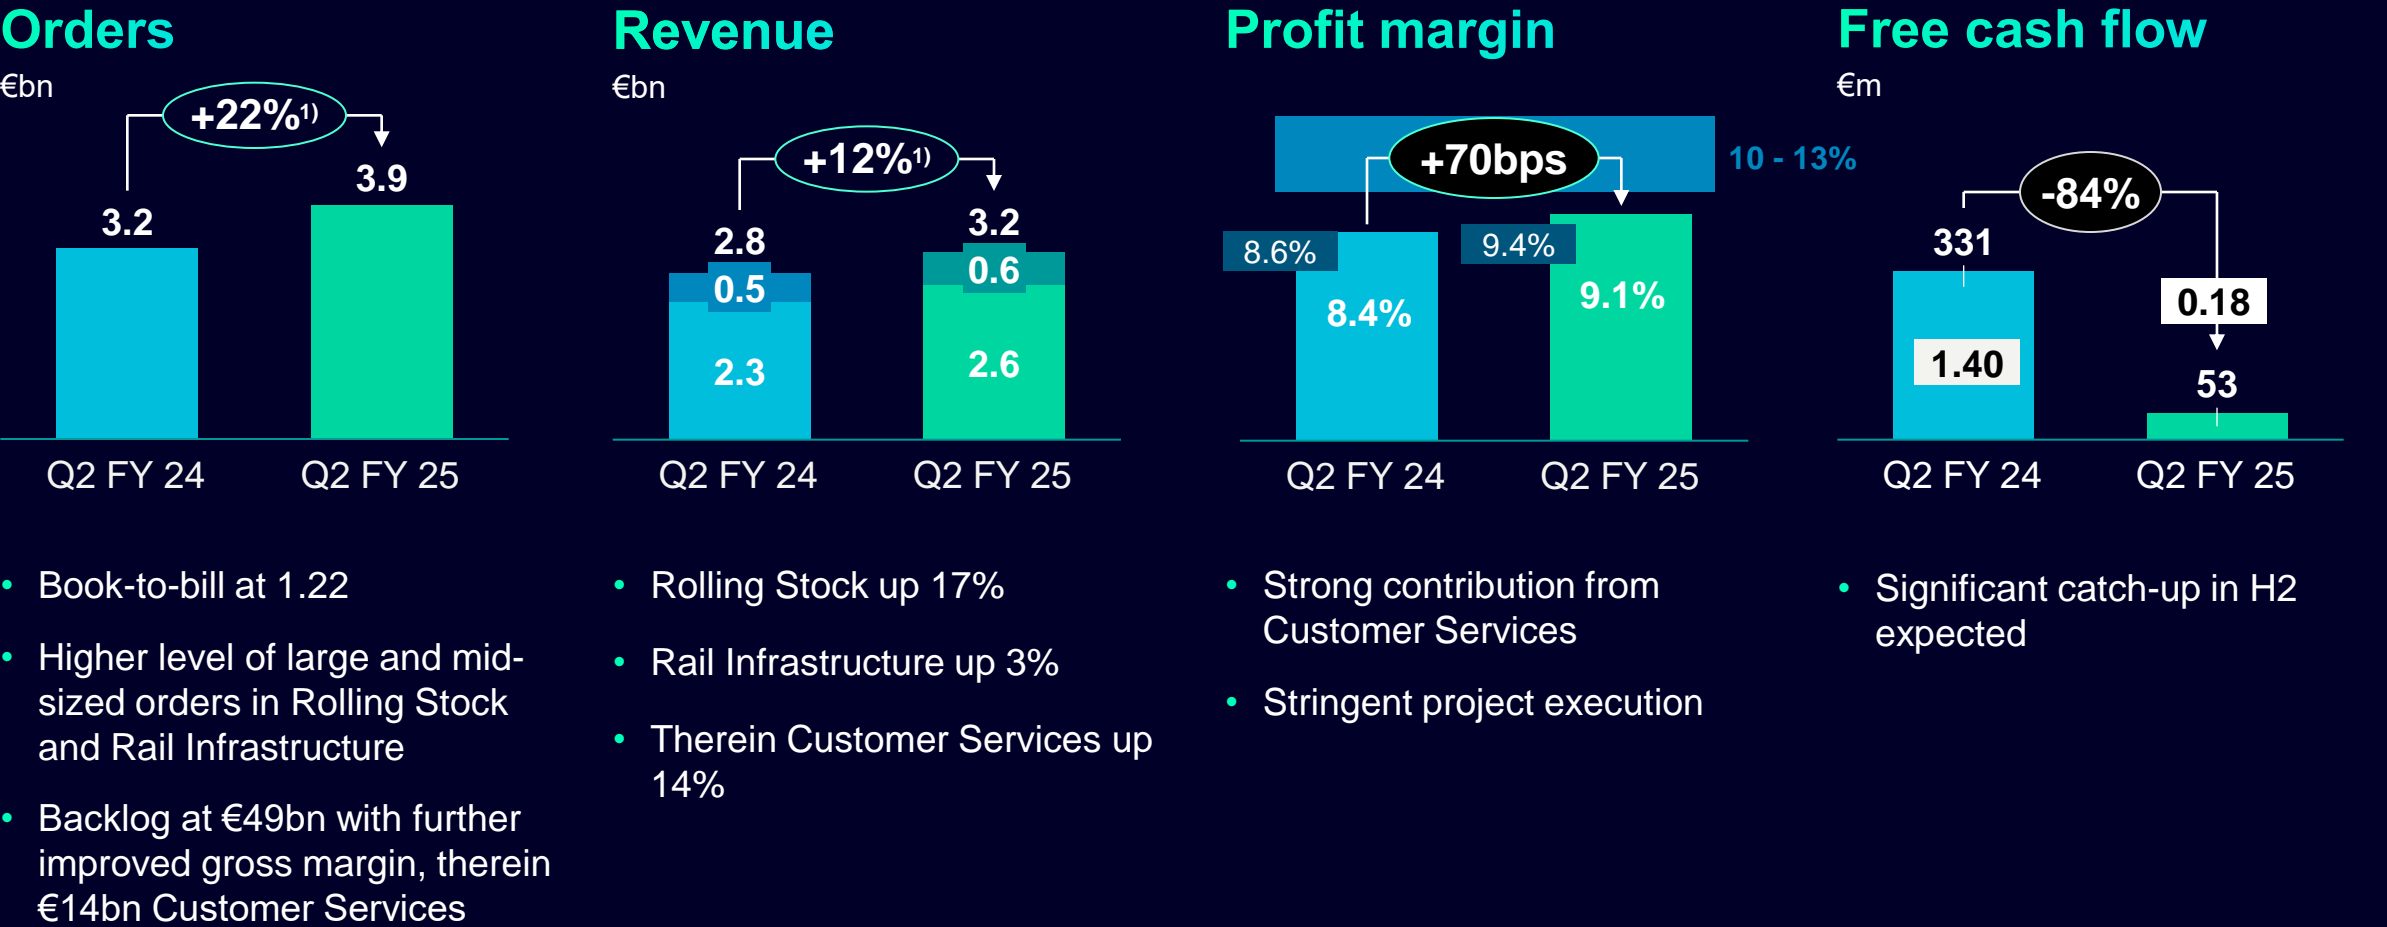 Orders
€bn
+22%1)
3.2
3.9
Q2 FY 24
Q2 FY 25
• Book-to-bill at 1.22
• Higher level of large and mid-
sized orders in Rolling Stock
and Rail Infrastructure
• Backlog at €49bn with further
improved gross margin, therein
€14bn Customer Services
Revenue
€bn
+12%1)
2.8
0.5
2.3
3.2
0.6
2.6
Q2 FY 24
Q2 FY 25
• Rolling Stock up 17%
• Rail Infrastructure up 3%
• Therein Customer Services up
14%
Profit margin
10 - 13%
+70bps
8.6%
8.4%
9.4%
9.1%
Q2 FY 24
Q2 FY 25
• Strong contribution from
Customer Services
• Stringent project execution
Free cash flow
€m
-84%
331
1.40
0.18
53
Q2 FY 24
Q2 FY 25
• Significant catch-up in H2
expected